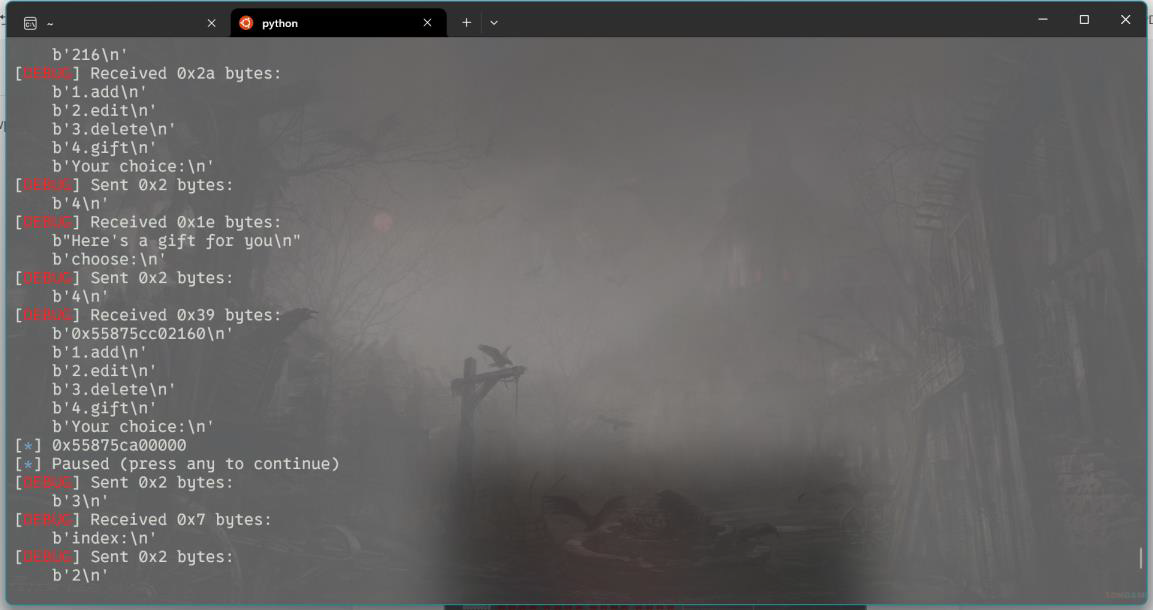 ~
python
b'216\n'
[DEBUG] Received 0x2a bytes:
b'1.add\n'
b'2.edit\n'
b'3.delete\n'
b'4.gift\n'
b'Your choice:\n'
[DEBUG] Sent 0x2 bytes:
b'4\n'
[DEBUG] Received 0x1e bytes:
b"Here's a gift for you\n"
b'choose:\n'
[DEBUG] Sent 0x2 bytes:
b'4\n'
[DEBUG] Received 0x39 bytes:
b'0x55875cc02160\n'
b'1.add\n'
b'2.edit\n'
b'3.delete\n'
b'4.gift\n'
b'Your choice:\n'
[*] 0x55875ca00000
[*] Paused (press any to continue)
[DEBUG] Sent 0x2 bytes:
b'3\n'
[DEBUG] Received 0x7 bytes:
b'index:\n'
[DEBUG] Sent 0x2 bytes:
b'2\n'